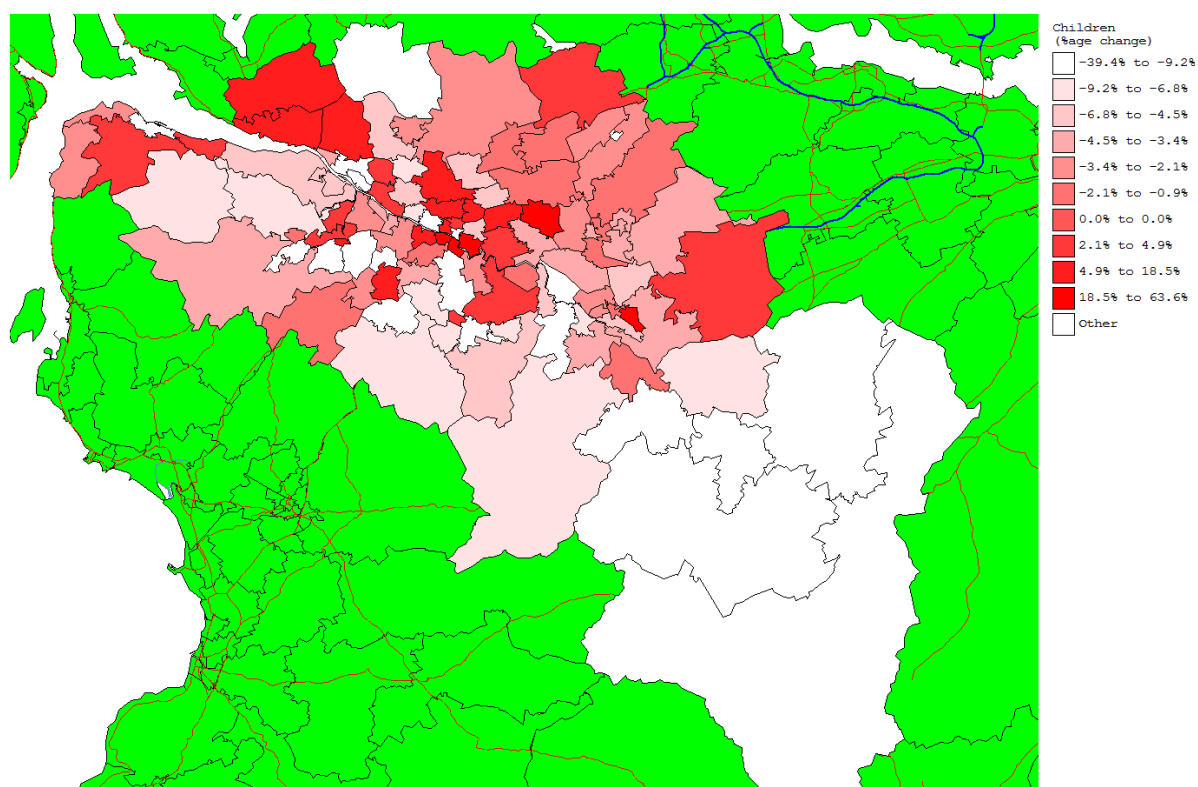 Children
(%age change)
-39.4% to -9.2%
-9.2% to -6.8%
-6.8% to -4.5%
-4.5% to -3.4%
-3.4% to -2.1%
-2.1% to -0.9%
0.0% to 0.0%
2.1% to 4.9%
4.9% to 18.5%
18.5% to 63.6%
Other